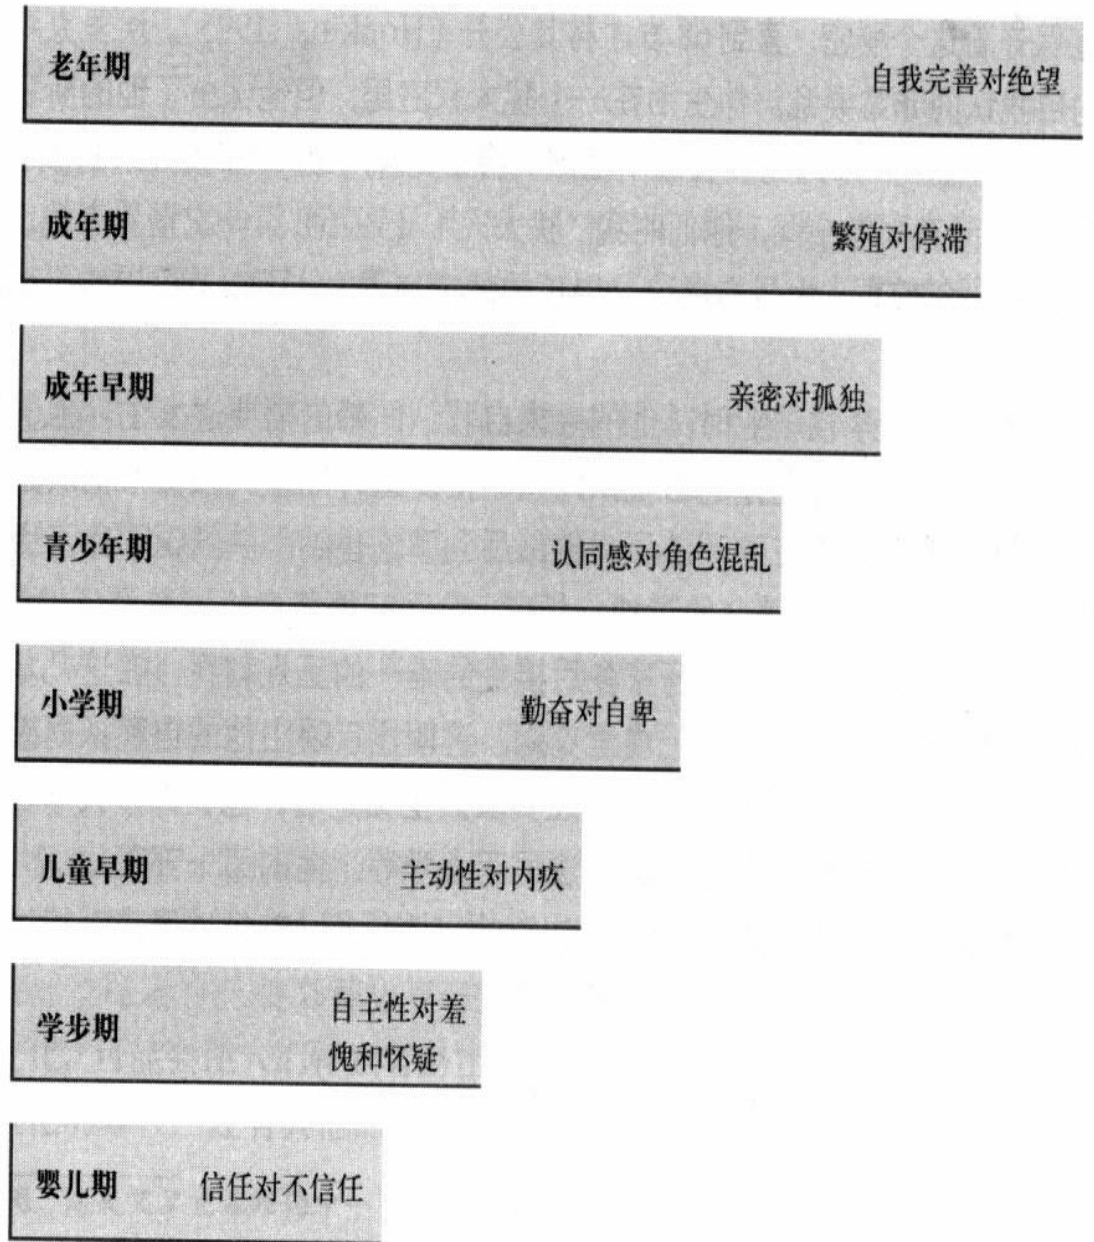 老年期
自我完善对绝望
成年期
繁殖对停滞
成年早期
亲密对孤独
青少年期
认同感对角色混乱
小学期
勤奋对自卑
儿童早期
主动性对内疚
学步期
自主性对羞
愧和怀疑
婴儿期
信任对不信任